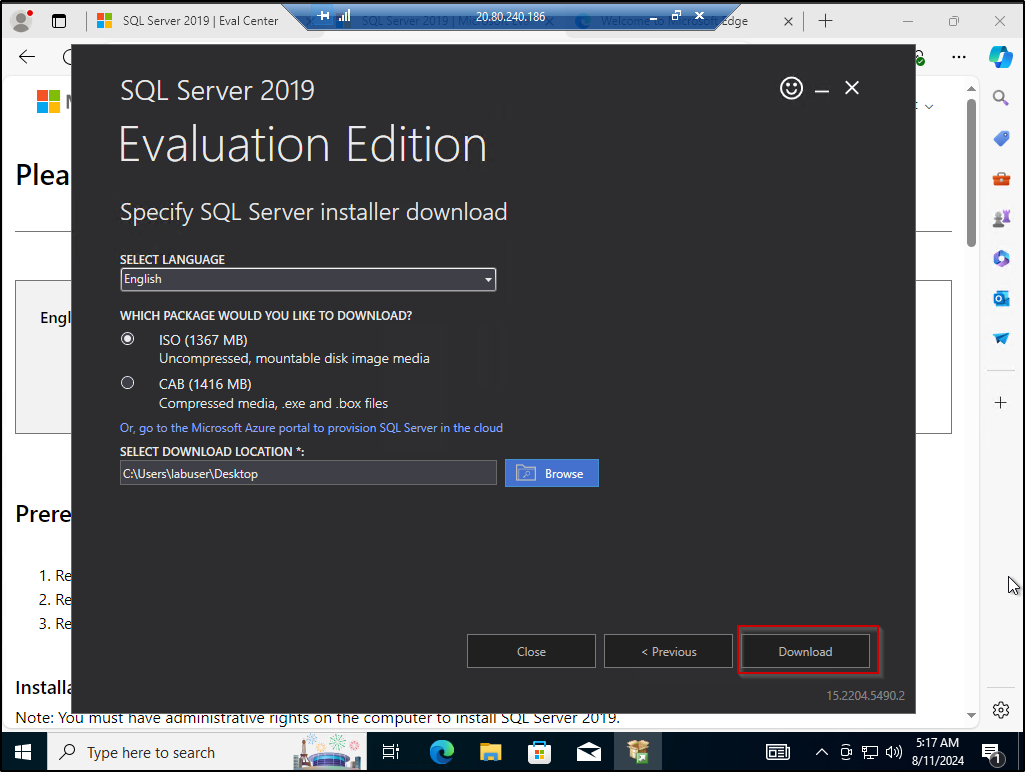 SQL Server 2019 | Eval Center
20.80.240.186
SQL Server 2019 | M
Welcome to Microsoft Edge
SQL Server 2019
Evaluation Edition
Plea
Specify SQL Server installer download
SELECT LANGUAGE
English
Engl
WHICH PACKAGE WOULD YOU LIKE TO DOWNLOAD?
ISO (1367 MB)
Uncompressed, mountable disk image media
CAB (1416 MB)
Compressed media, .exe and .box files
Or, go to the Microsoft Azure portal to provision SQL Server in the cloud
SELECT DOWNLOAD LOCATION *:
C:\Users\labuser\Desktop
Browse
Prere
1. Re
2. Re
3. Re
Close
< Previous
Download
Installa
15.2204.5490.2
Note: You must have administrative rights on the computer to install SQL Server 2019.
Type here to search
5:17 AM
8/11/2024
1